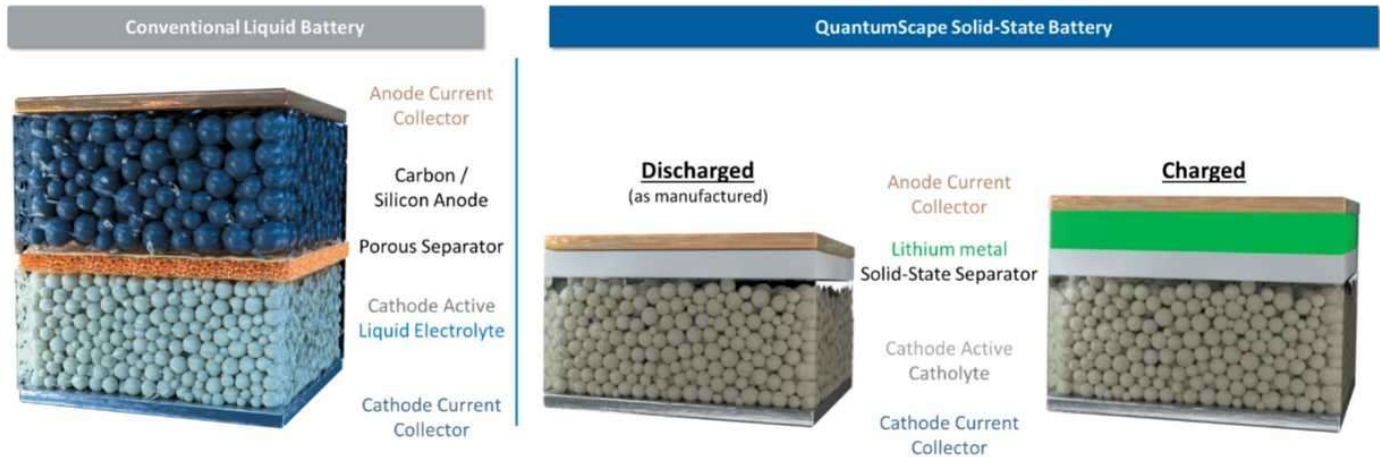 Conventional Liquid Battery
QuantumScape Solid-State Battery
Anode Current
Collector
Carbon /
Silicon Anode
Porous Separator
Cathode Active
Liquid Electrolyte
Cathode Current
Collector
Discharged
(as manufactured)
Anode Current
Collector
Lithium metal
Solid-State Separator
Cathode Active
Catholyte
Cathode Current
Collector
Charged